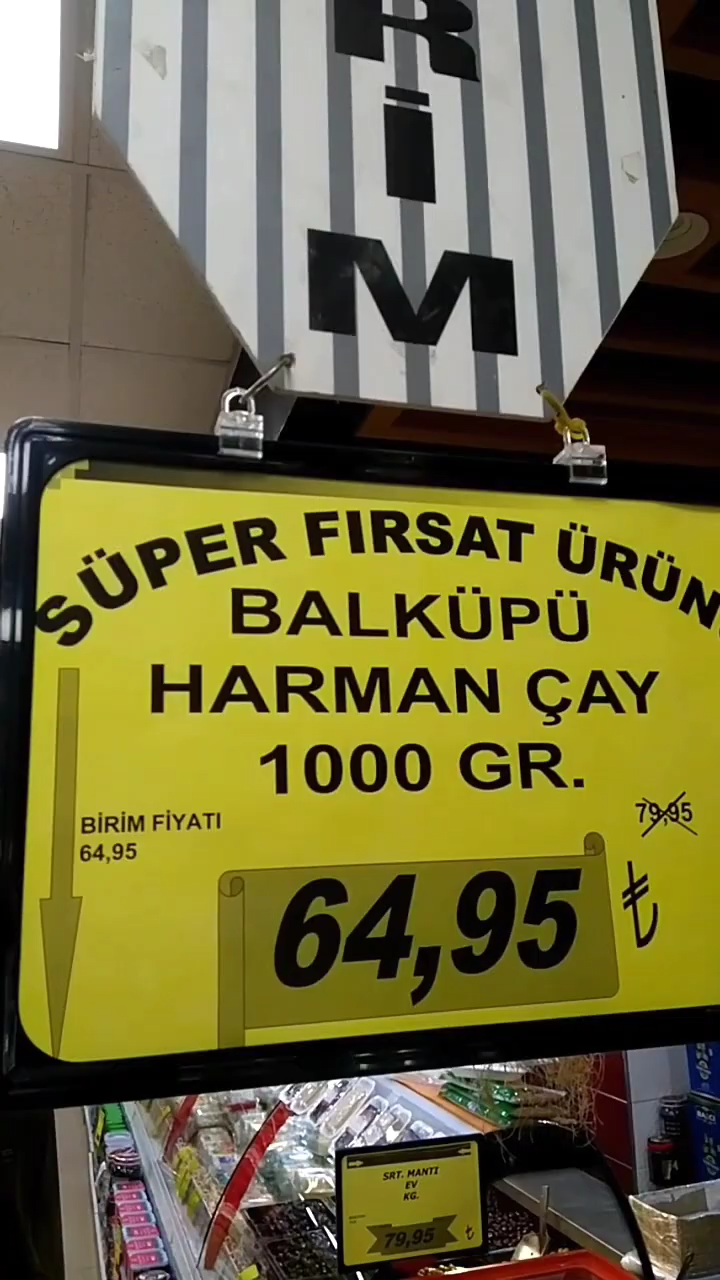 RİM
SÜPER FIRSAT ÜRÜN
BALKÜPÜ
HARMAN ÇAY
1000 GR.
BİRİM FİYATI
64,95
79,95
64,95 ₺
SRT. MANTI
EV
KG.
79,95 ₺